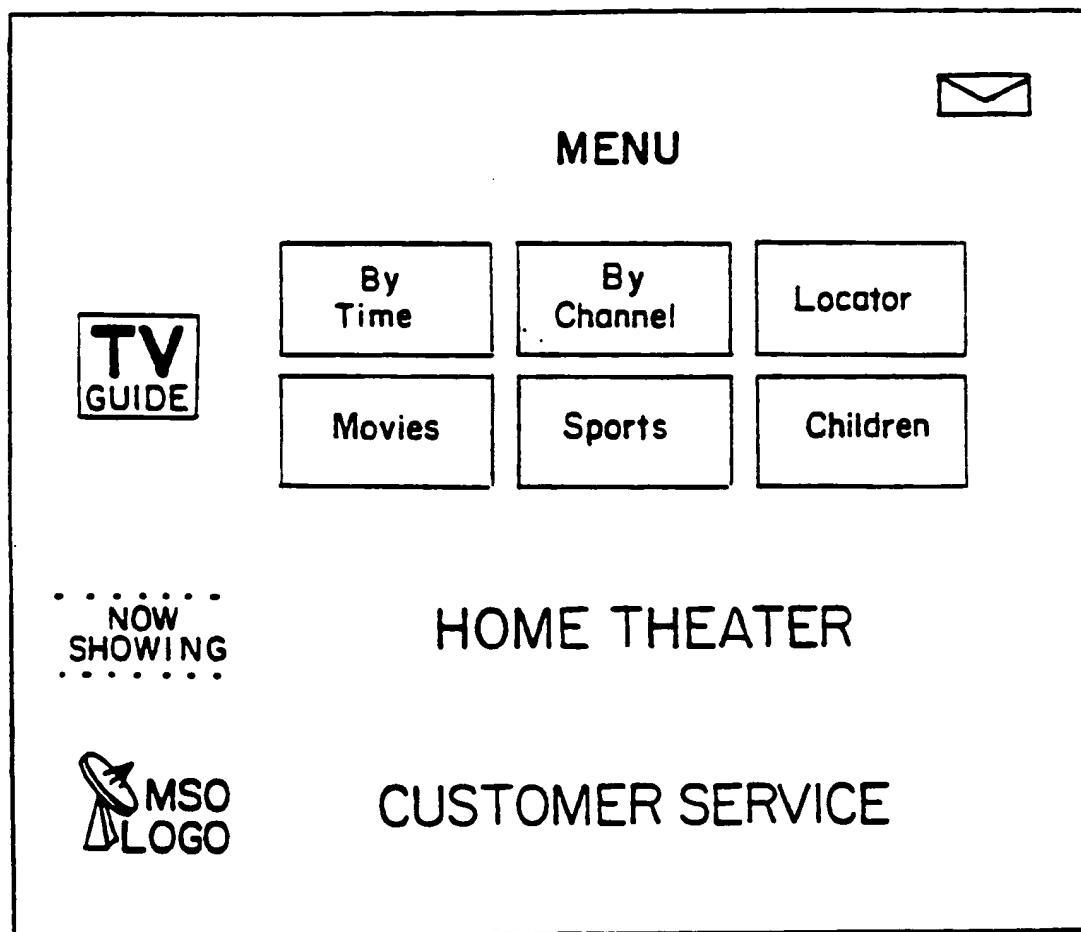 MENU
By
Time
By
Channel
Locator
TV
GUIDE
Movies
Sports
Children
NOW
SHOWING
HOME THEATER
MSO
LOGO
CUSTOMER SERVICE